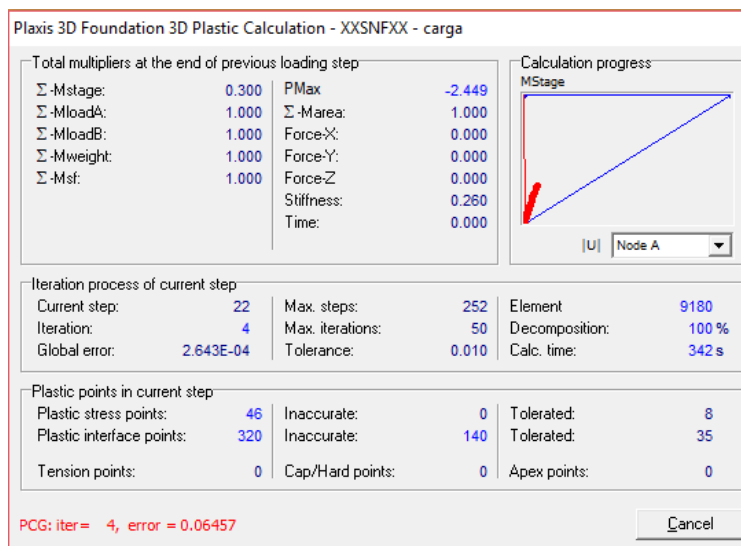 Plaxis 3D Foundation 3D Plastic Calculation - XXSNFXX - carga
Total multipliers at the end of previous loading step
Σ-Mstage: 0.300 PMax -2.449
Σ-MloadA: 1.000 Σ-Marea: 1.000
Σ-MloadB: 1.000 Force-X: 0.000
Σ-Mweight: 1.000 Force-Y: 0.000
Σ-Msf: 1.000 Force-Z 0.000
Stiffness: 0.260
Time: 0.000
Calculation progress
MStage
|U| Node A
Iteration process of current step
Current step: 22 Max. steps: 252 Element 9180
Iteration: 4 Max. iterations: 50 Decomposition: 100 %
Global error: 2.643E-04 Tolerance: 0.010 Calc. time: 342 s
Plastic points in current step
Plastic stress points: 46 Inaccurate: 0 Tolerated: 8
Plastic interface points: 320 Inaccurate: 140 Tolerated: 35
Tension points: 0 Cap/Hard points: 0 Apex points: 0
PCG: iter= 4, error = 0.06457
Cancel